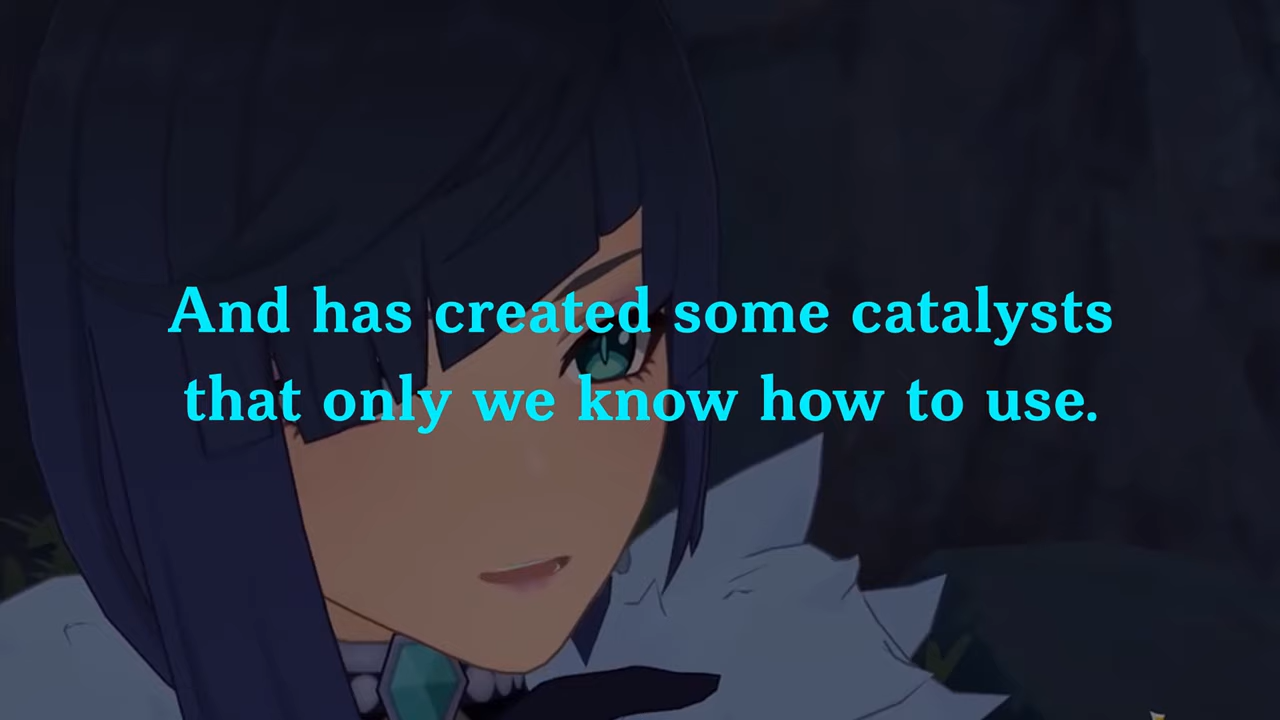 And has created some catalysts
that only we know how to use.